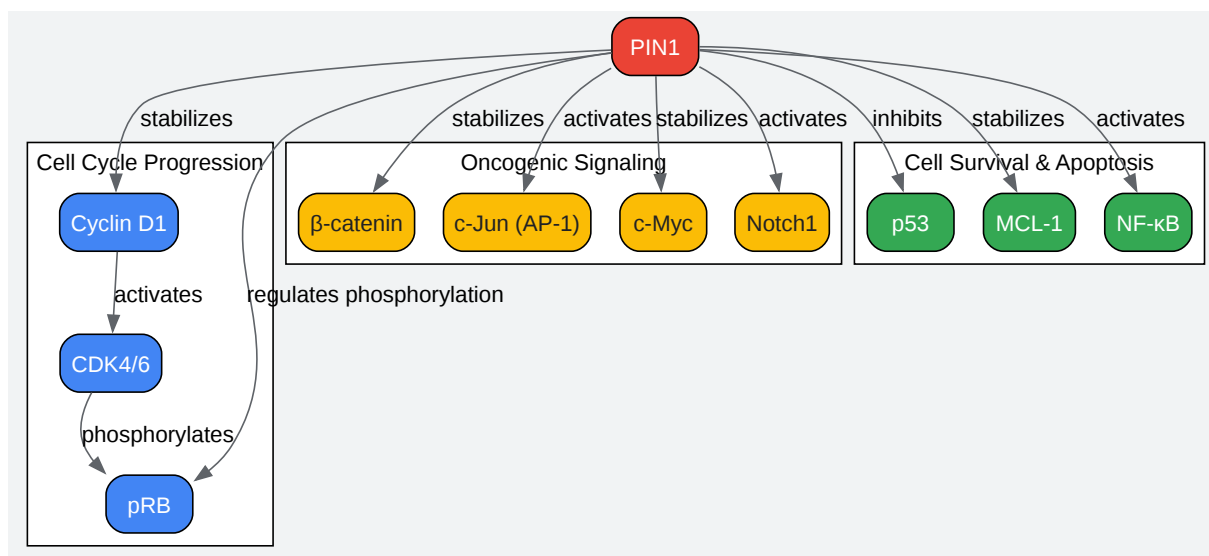 PIN1
stabilizes
stabilizes
activates
stabilizes
activates
inhibits
stabilizes
activates
Cell Cycle Progression
Oncogenic Signaling
Cell Survival & Apoptosis
Cyclin D1
β-catenin
c-Jun (AP-1)
c-Myc
Notch1
p53
MCL-1
NF-κB
activates
regulates phosphorylation
CDK4/6
phosphorylates
pRB